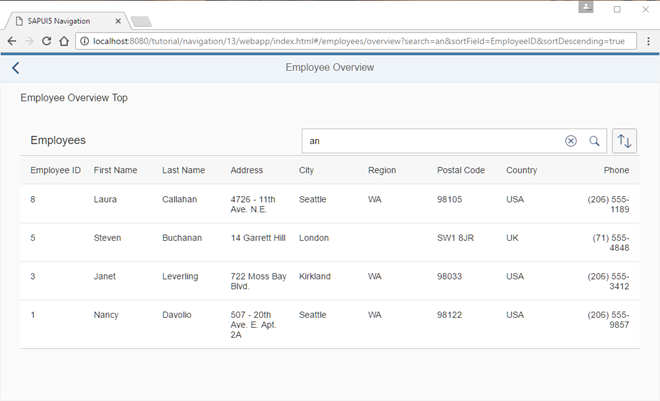 SAPUI5 Navigation
localhost:8080/tutorial/navigation/13/webapp/index.html#/employees/overview?search=an&sortField=EmployeeID&sortDescending=true
Employee Overview
Employee Overview Top
Employees
an
Employee ID First Name Last Name Address City Region Postal Code Country Phone
8 Laura Callahan 4726 - 11th Seattle WA 98105 USA (206) 555-
Ave. N.E. 1189
5 Steven Buchanan 14 Garrett Hill London SW1 8JR UK (71) 555-
4848
3 Janet Leverling 722 Moss Bay Kirkland WA 98033 USA (206) 555-
Blvd. 3412
1 Nancy Davolio 507 - 20th Seattle WA 98122 USA (206) 555-
Ave. E. Apt. 9857
2A